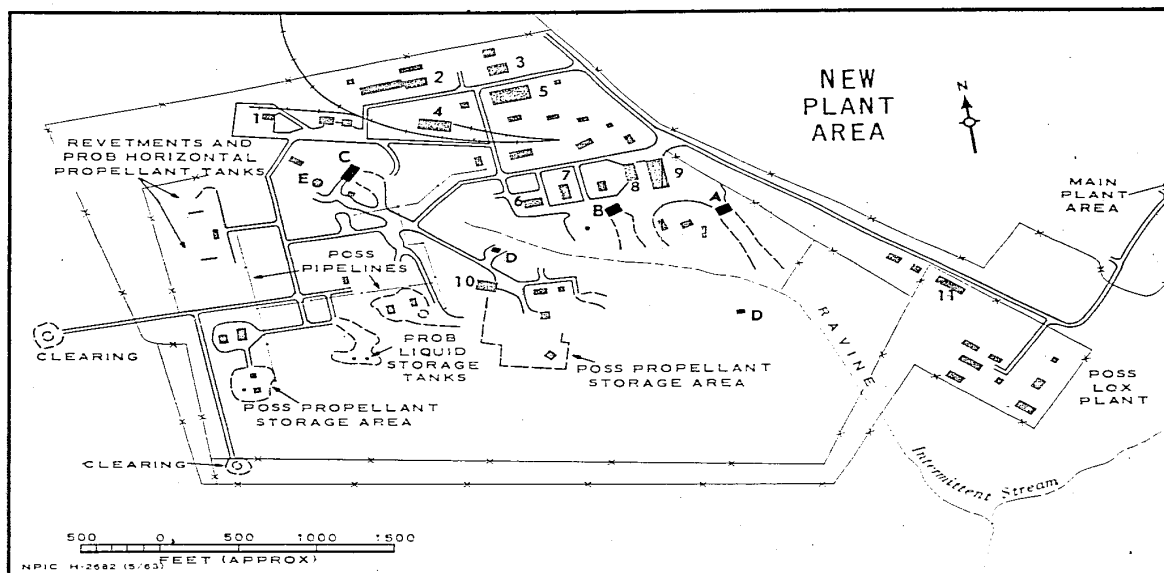 NEW
PLANT
AREA
N
1
2
3
4
5
REVETMENTS AND
PROB HORIZONTAL
PROPELLANT TANKS
C
E
6
7
8
9
B
A
MAIN
PLANT
AREA
POSS
PIPELINES
D
10
D
11
RAVINE
CLEARING
PROB
LIQUID
STORAGE
TANKS
POSS PROPELLANT
STORAGE AREA
POSS
LOX
PLANT
POSS PROPELLANT
STORAGE AREA
CLEARING
Intermittent Stream
500 0 500 1000 1500
FEET (APPROX)
NPIC H-2682 (5/63)